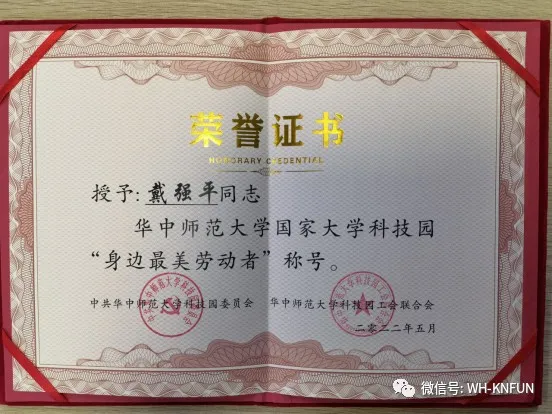 荣誉证书
HONORARY CREDENTIAL
授予:戴强平同志
华中师范大学国家大学科技园
“身边最美劳动者”称号。
中共华中师范大学科技园委员会 华中师范大学科技园工会联合会
二零二二年五月
微信号: WH-KNFUN